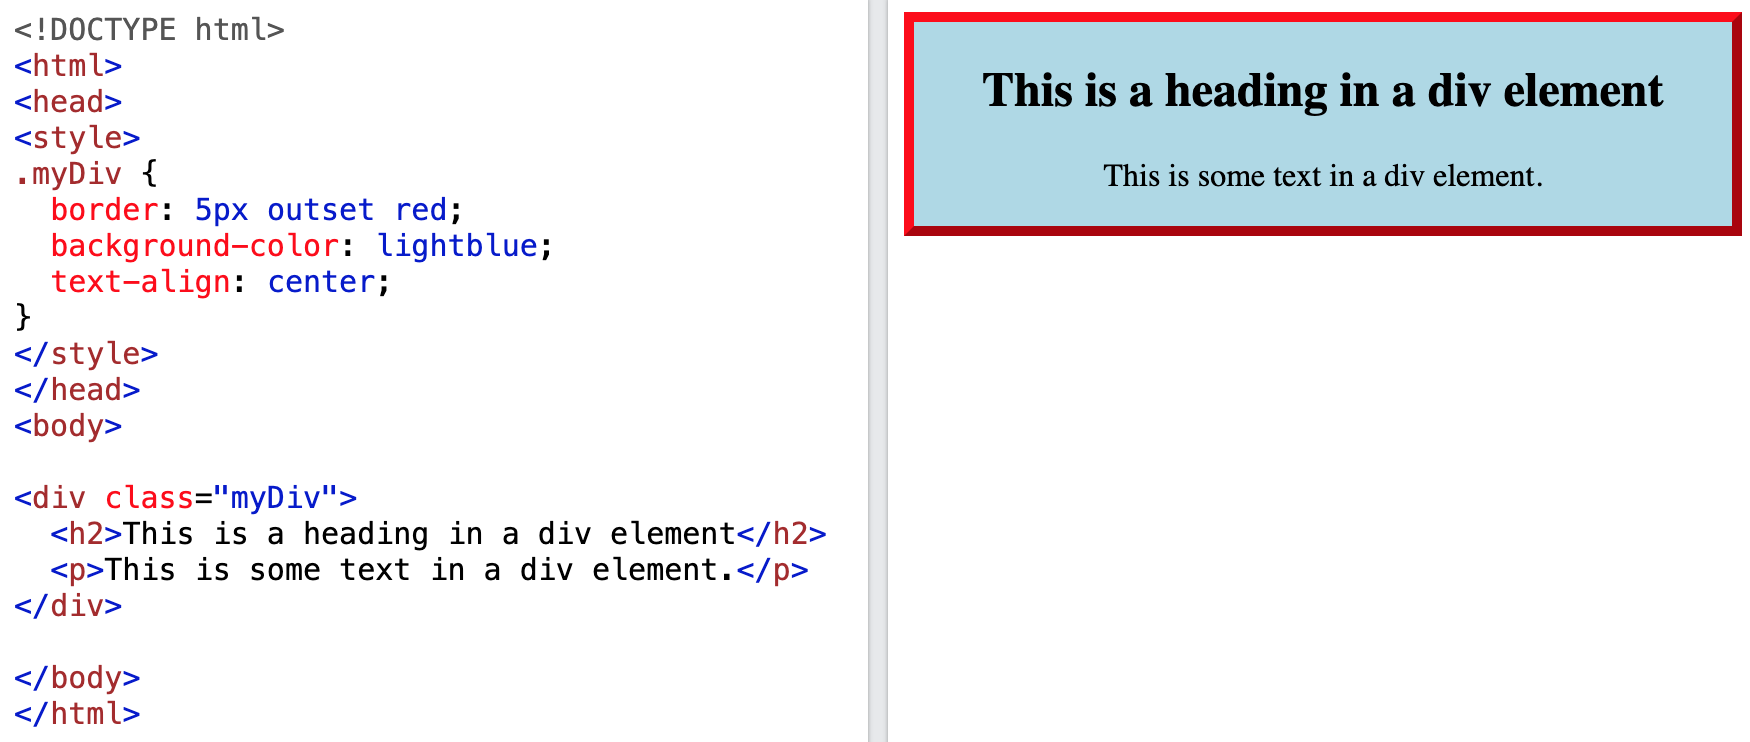 <!DOCTYPE html>
<html>
<head>
<style>
.myDiv {
  border: 5px outset red;
  background-color: lightblue;
  text-align: center;
}
</style>
</head>
<body>

<div class="myDiv">
  <h2>This is a heading in a div element</h2>
  <p>This is some text in a div element.</p>
</div>

</body>
</html>
This is a heading in a div element
This is some text in a div element.